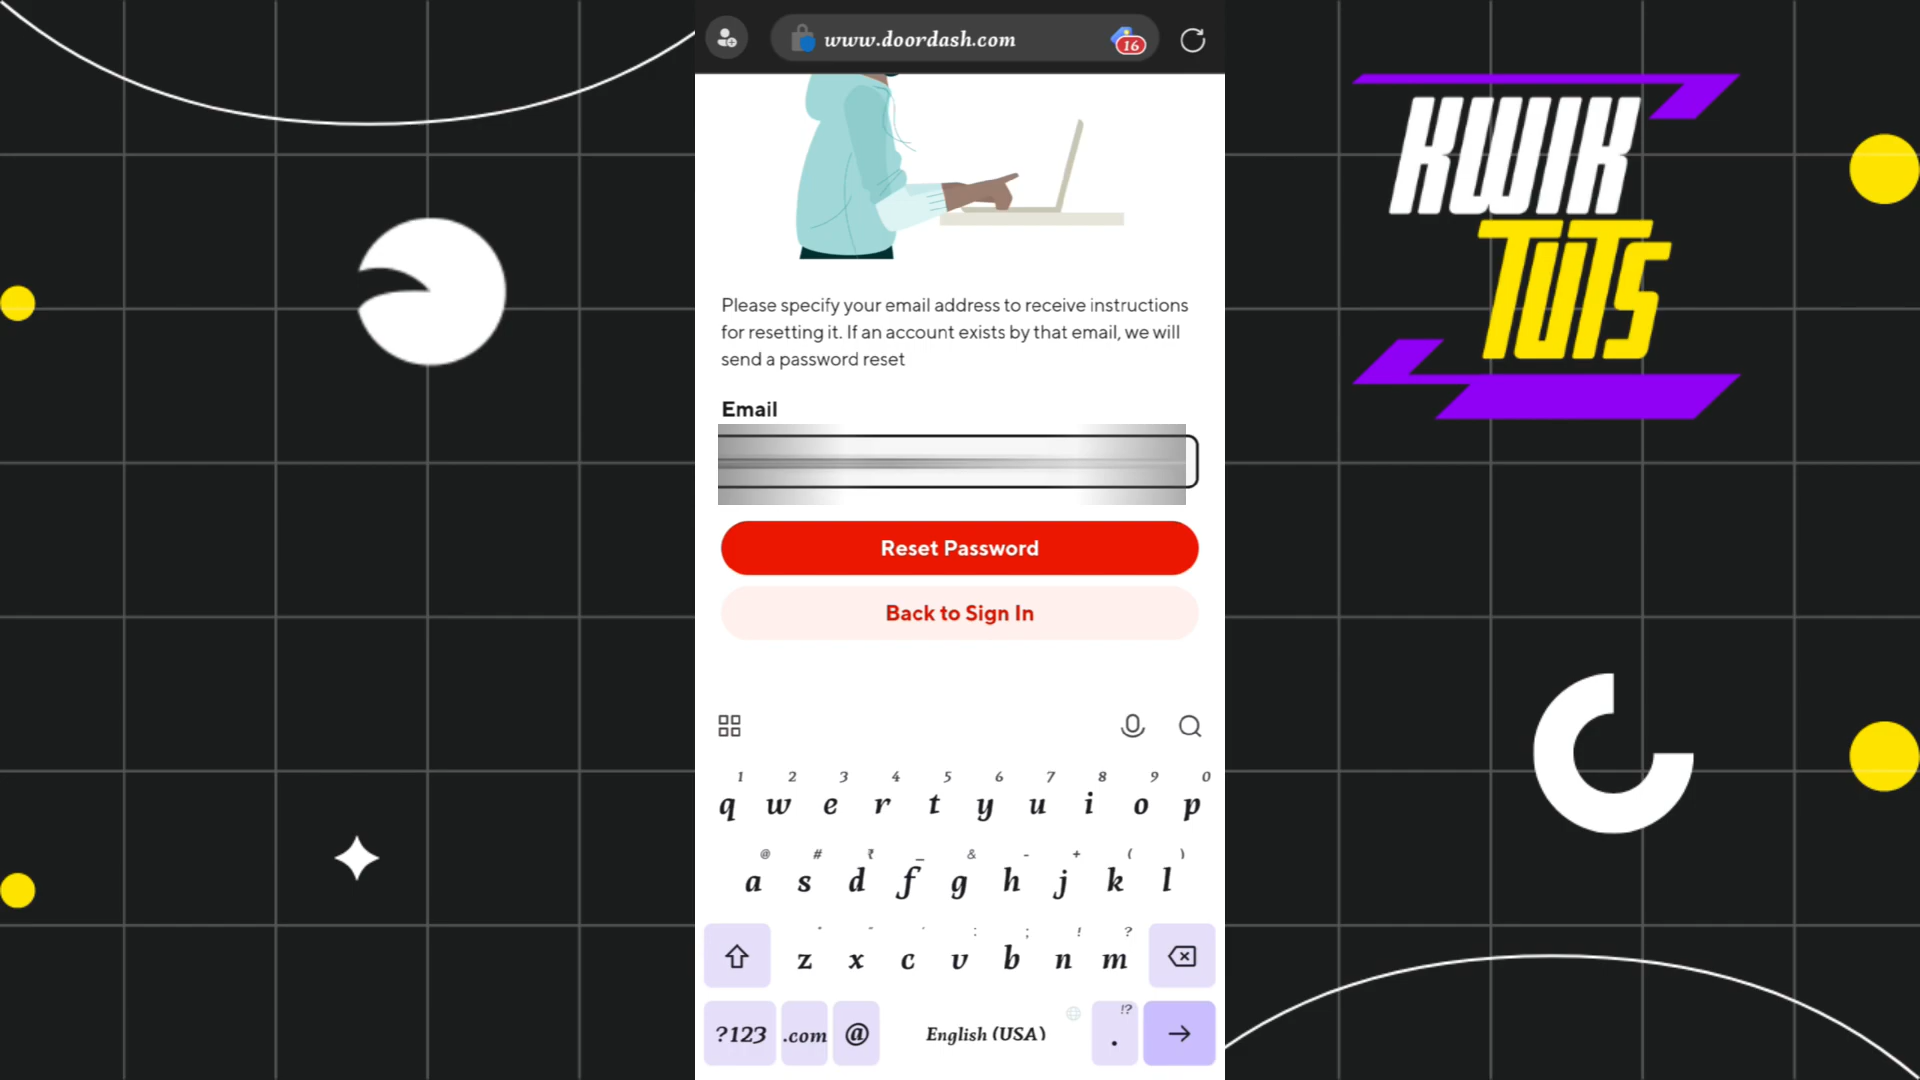 www.doordash.com
16
KWIK
TUTS
Please specify your email address to receive instructions
for resetting it. If an account exists by that email, we will
send a password reset
Email
Reset Password
Back to Sign In
1 2 3 4 5 6 7 8 9 0
q w e r t y u i o p
@ # ₹ _ & - + ( )
a s d f g h j k l
: ; ! ?
z x c v b n m
!?
?123 .com @ English (USA) .